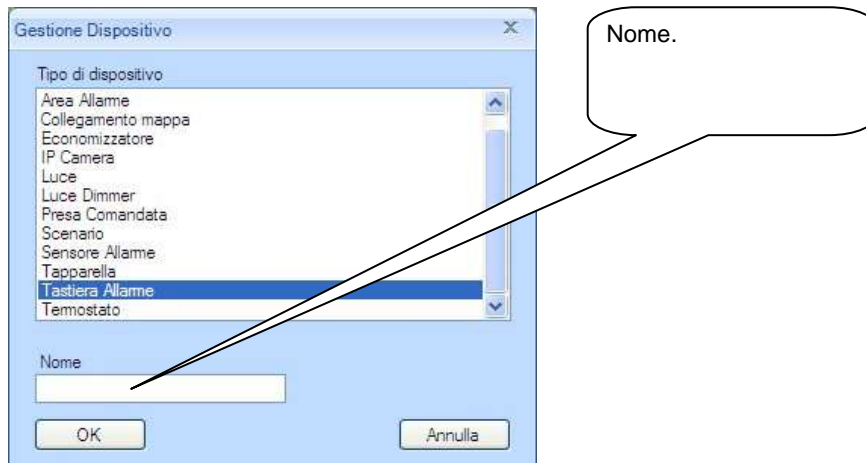 Gestione Dispositivo
Nome.
Tipo di dispositivo
Area Allarme
Collegamento mappa
Economizzatore
IP Camera
Luce
Luce Dimmer
Presa Comandata
Scenario
Sensore Allarme
Tapparella
Tastiera Allarme
Termostato
Nome
OK
Annulla